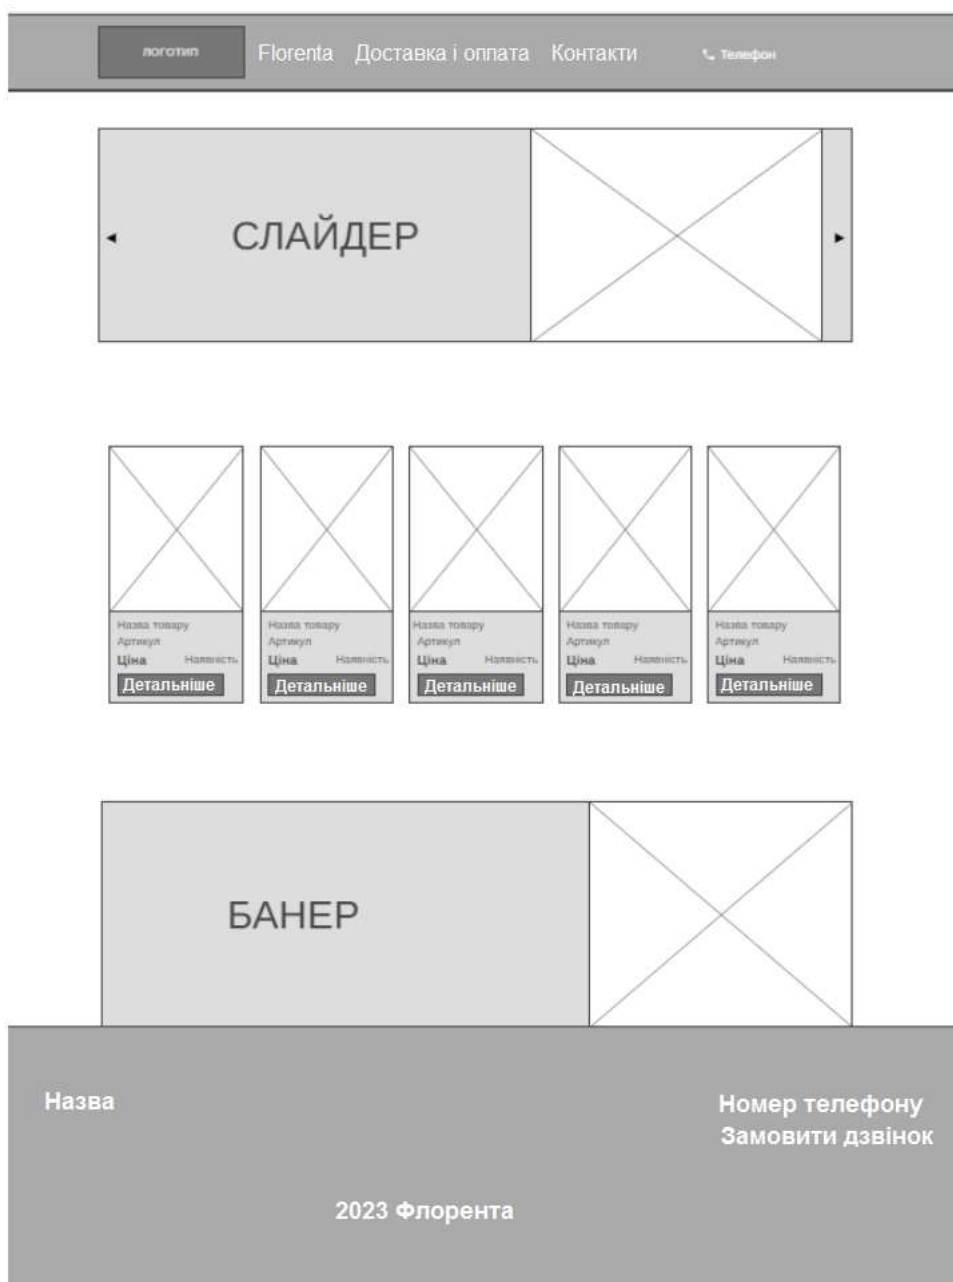 логотип Florenta Доставка і оплата Контакти Телефон
СЛАЙДЕР
Назва товару
Артикул
Ціна Наявність
Детальніше
Назва товару
Артикул
Ціна Наявність
Детальніше
Назва товару
Артикул
Ціна Наявність
Детальніше
Назва товару
Артикул
Ціна Наявність
Детальніше
Назва товару
Артикул
Ціна Наявність
Детальніше
БАНЕР
Назва
Номер телефону
Замовити дзвінок
2023 Флорента